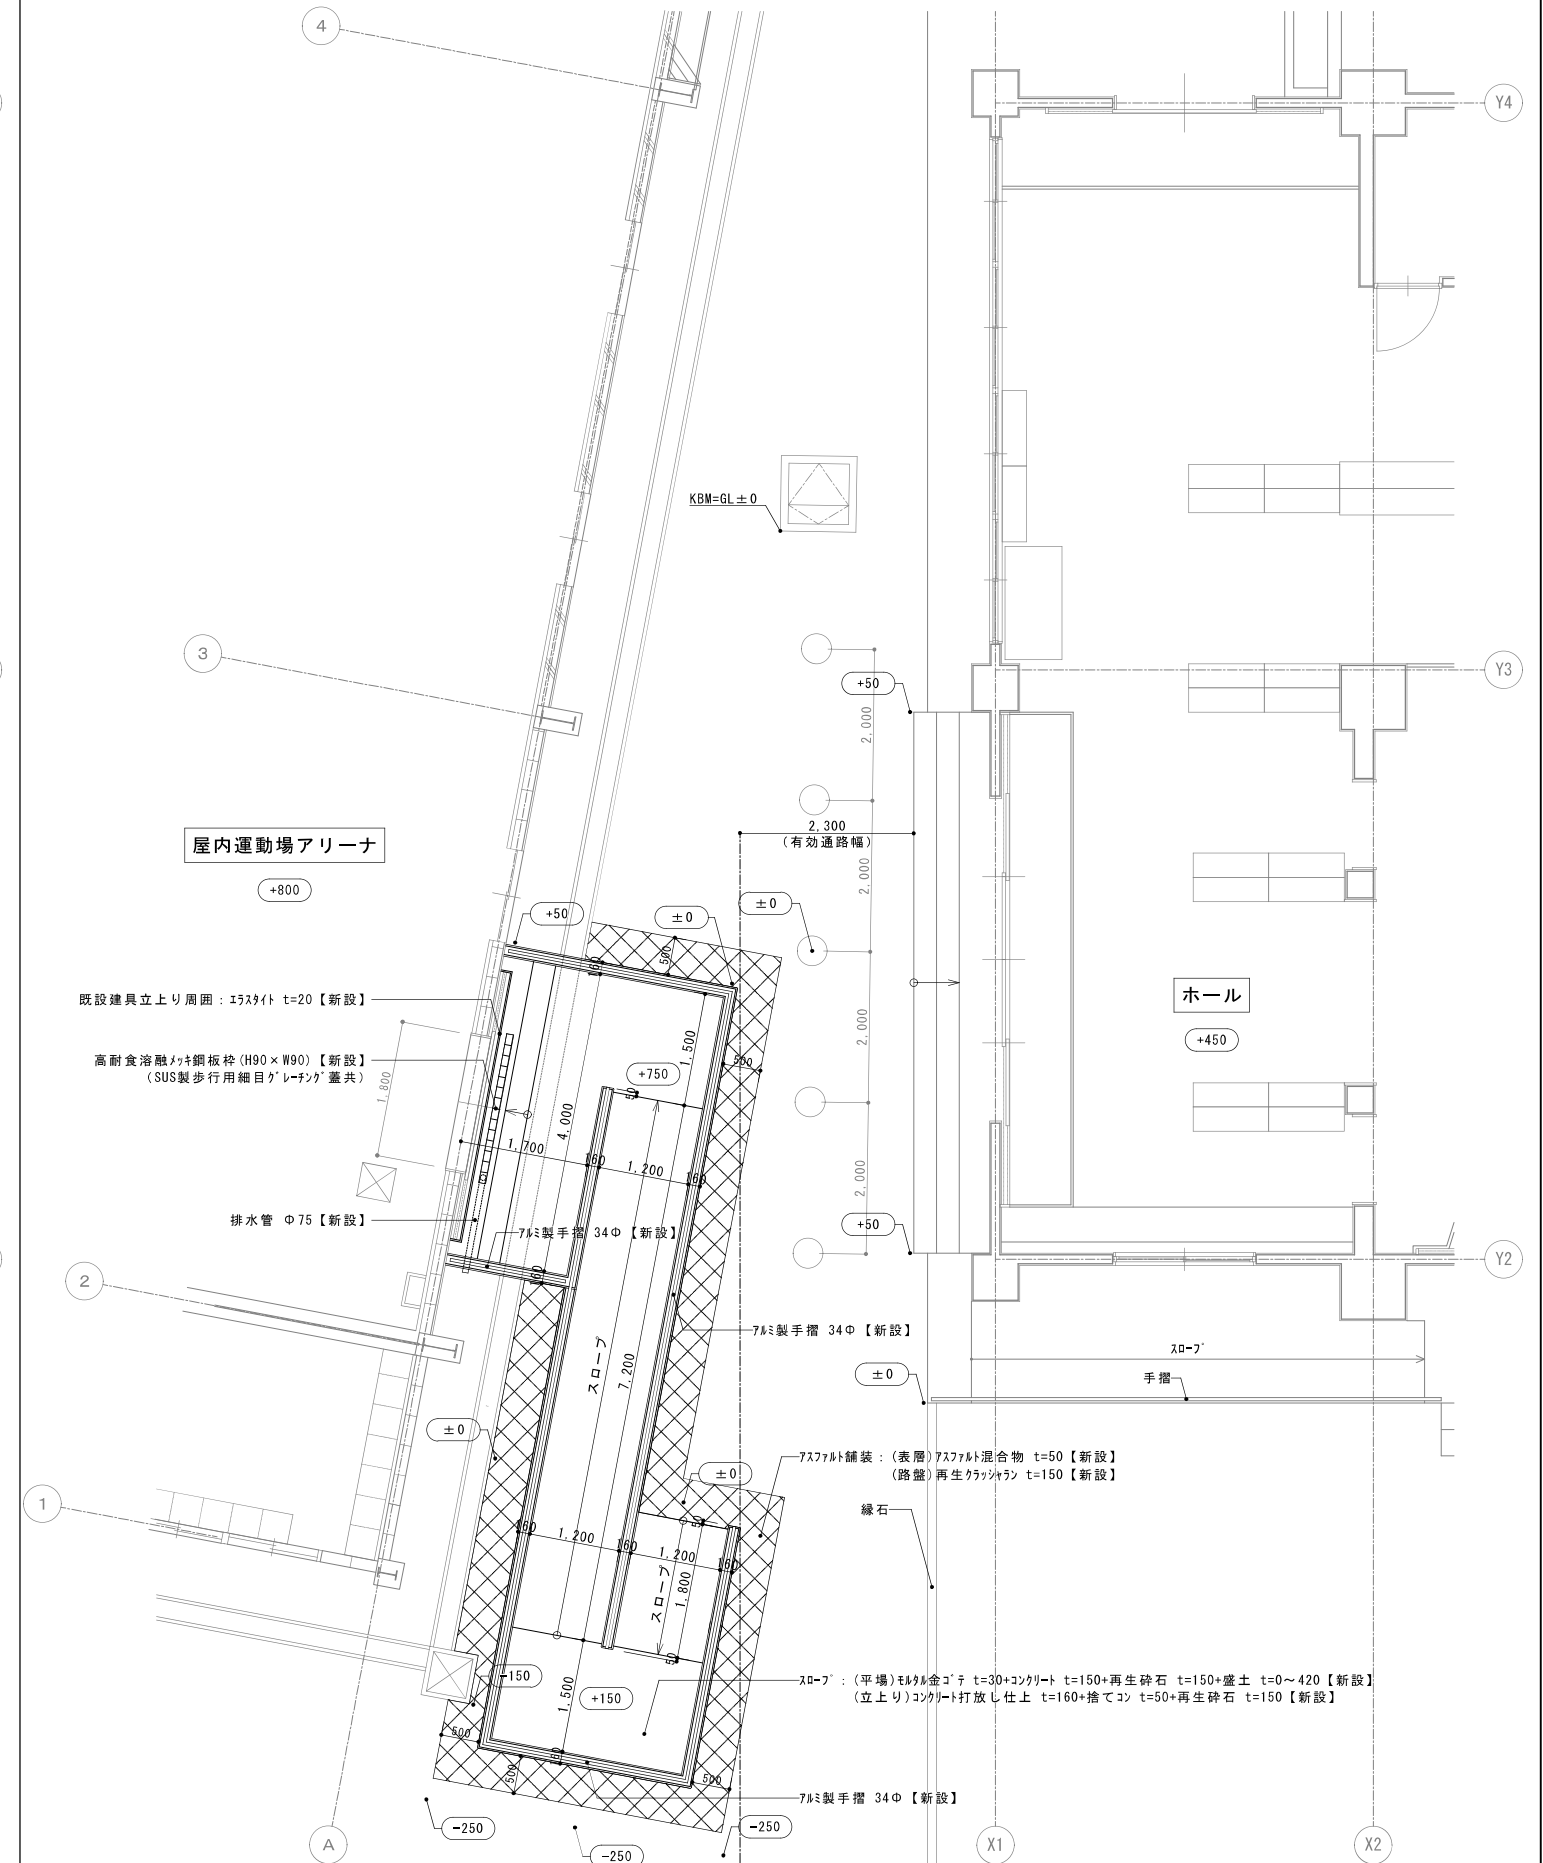 4
Y4
KBM=GL±0
3
Y3
+50
2,000
2,300
(有効通路幅)
屋内運動場アリーナ
+800
2,000
+50
±0
±0
500
160
ホール
+450
既設建具立上り周囲：エラスタイト t=20【新設】
高耐食溶融メッキ鋼板枠(H90×W90)【新設】
(SUS製歩行用細目グレーチング蓋共)
1,800
1,500
2,000
500
+750
50
4,000
1,700
160
1,200
160
2,000
排水管 Φ75【新設】
アルミ製手摺 34Φ【新設】
+50
160
2
Y2
アルミ製手摺 34Φ【新設】
スロープ
7,200
スロープ
手摺
±0
±0
アスファルト舗装：(表層)アスファルト混合物 t=50【新設】
(路盤)再生クラッシャラン t=150【新設】
±0
1
縁石
50
160
1,200
160
1,200
160
スロープ
1,800
50
-150
+150
1,500
スロープ：(平場)モルタル金ゴテ t=30+コンクリート t=150+再生砕石 t=150+盛土 t=0～420【新設】
(立上り)コンクリート打放し仕上 t=160+捨てコン t=50+再生砕石 t=150【新設】
500
160
500
500
アルミ製手摺 34Φ【新設】
-250
-250
-250
A
X1
X2